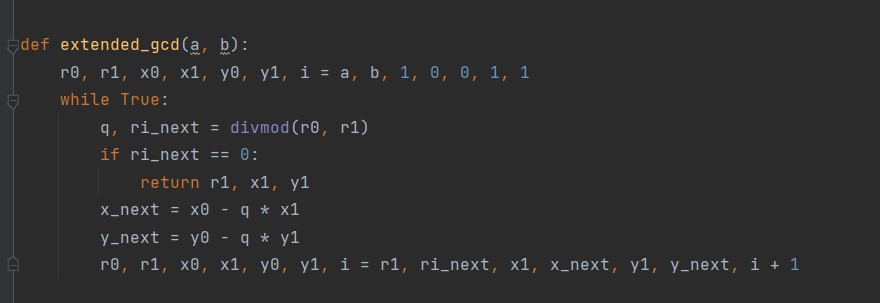 def extended_gcd(a, b):
    r0, r1, x0, x1, y0, y1, i = a, b, 1, 0, 0, 1, 1
    while True:
        q, ri_next = divmod(r0, r1)
        if ri_next == 0:
            return r1, x1, y1
        x_next = x0 - q * x1
        y_next = y0 - q * y1
        r0, r1, x0, x1, y0, y1, i = r1, ri_next, x1, x_next, y1, y_next, i + 1